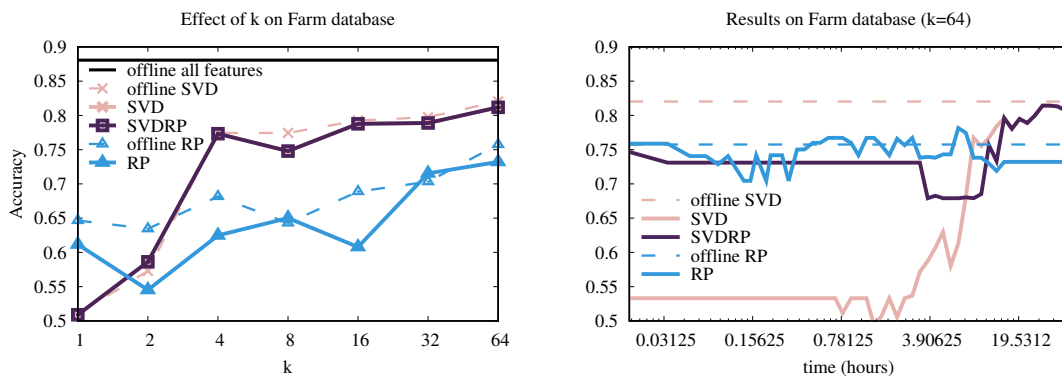 Effect of k on Farm database
0.9
0.85
0.8
0.75
0.7
0.65
0.6
0.55
0.5
Accuracy
offline all features
offline SVD
SVD
SVDRP
offline RP
RP
1 2 4 8 16 32 64
k
Results on Farm database (k=64)
0.9
0.85
0.8
0.75
0.7
0.65
0.6
0.55
0.5
offline SVD
SVD
SVDRP
offline RP
RP
0.03125 0.15625 0.78125 3.90625 19.5312
time (hours)